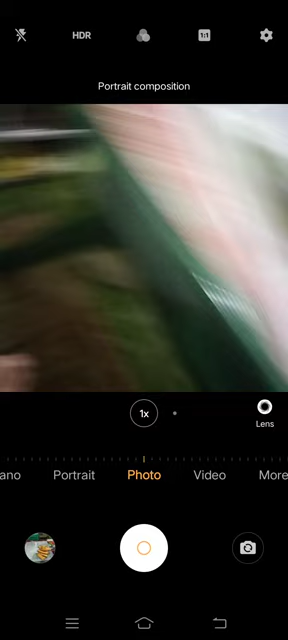 HDR
1:1
Portrait composition
1x
Lens
ano Portrait Photo Video More